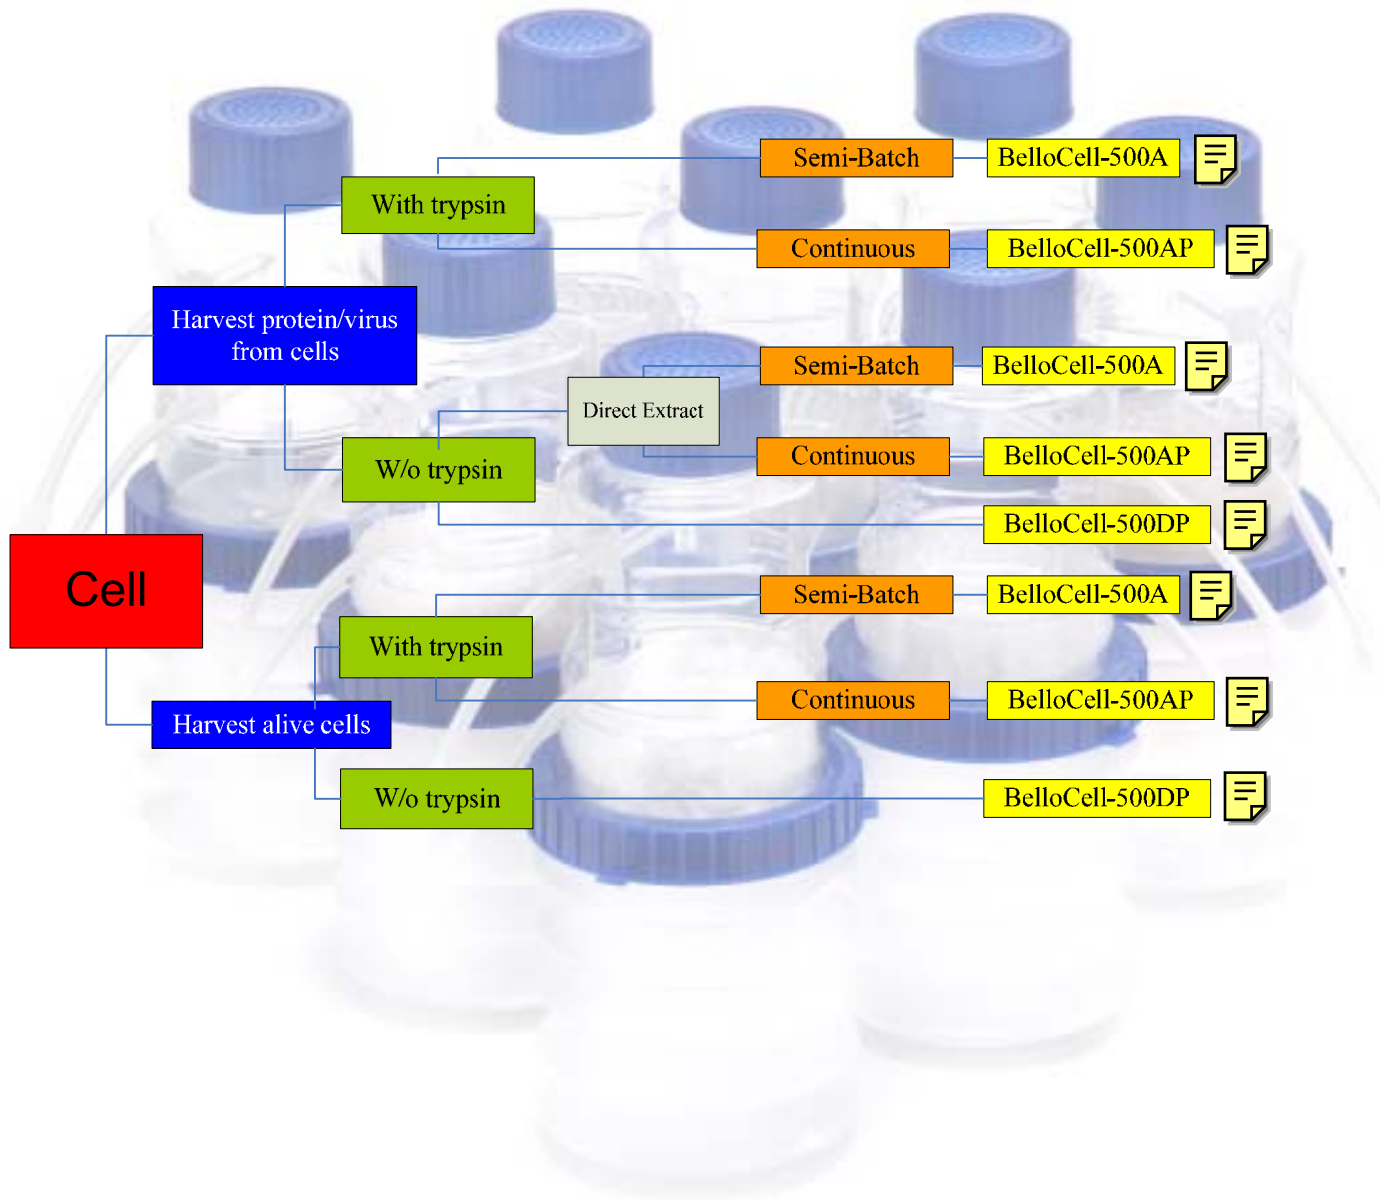 Semi-Batch
BelloCell-500A
With trypsin
Continuous
BelloCell-500AP
Harvest protein/virus
from cells
Semi-Batch
BelloCell-500A
Direct Extract
W/o trypsin
Continuous
BelloCell-500AP
BelloCell-500DP
Cell
Semi-Batch
BelloCell-500A
With trypsin
Continuous
BelloCell-500AP
Harvest alive cells
W/o trypsin
BelloCell-500DP